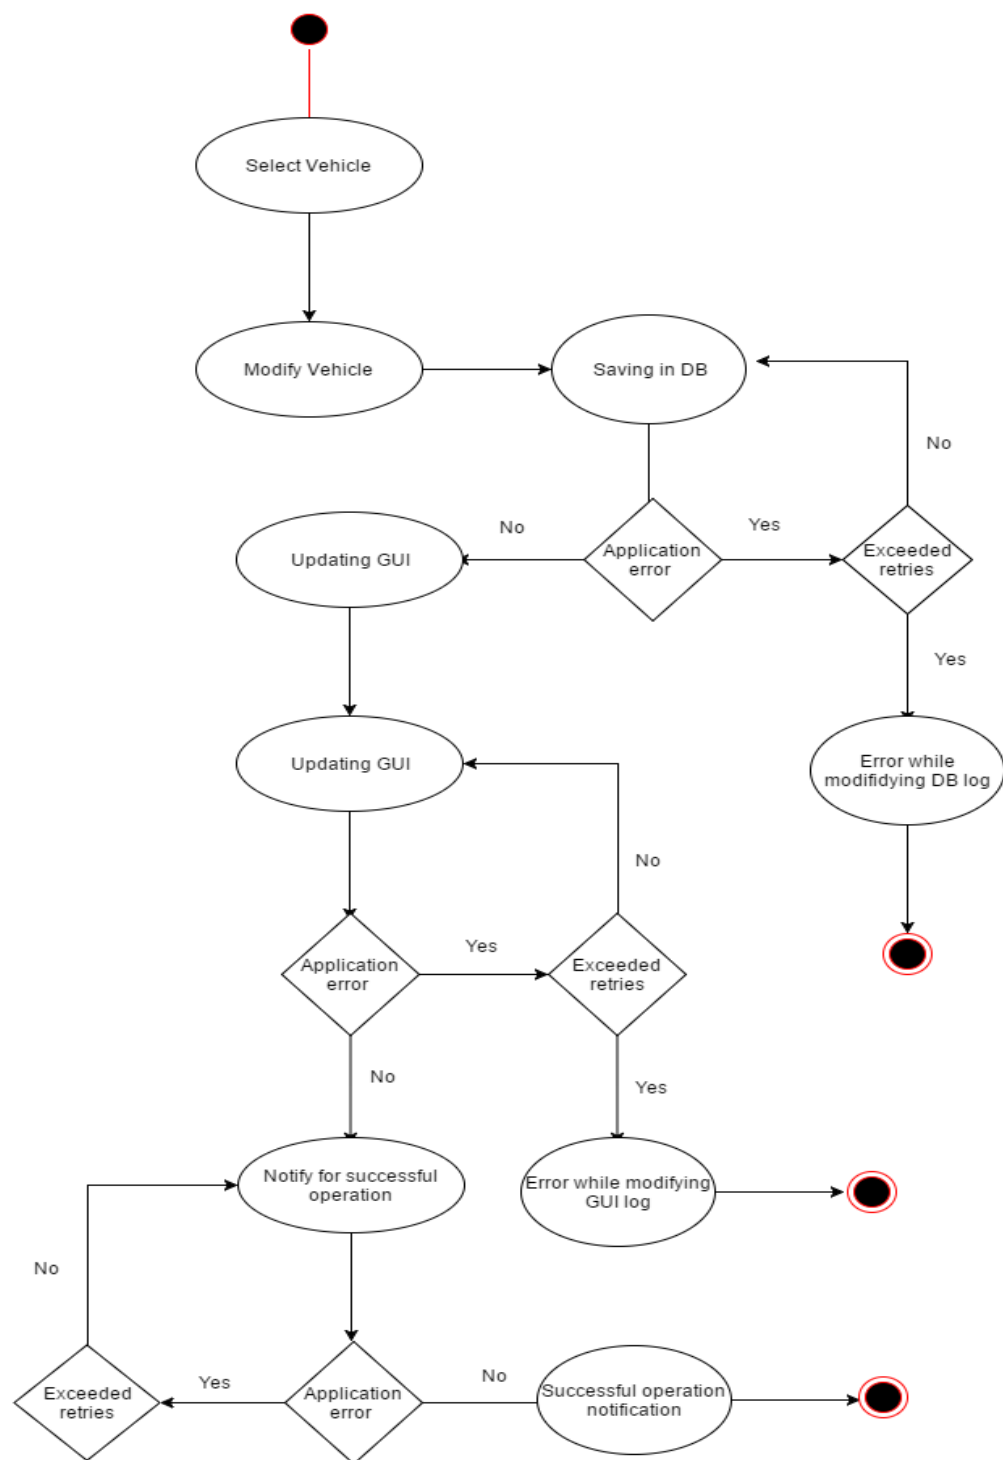 Select Vehicle
Modify Vehicle
Saving in DB
No
No
Yes
Updating GUI
Application
error
Exceeded
retries
Yes
Updating GUI
Error while
modifidying DB log
No
Yes
Application
error
Exceeded
retries
No
Yes
Notify for successful
operation
Error while modifying
GUI log
No
Yes
No
Exceeded
retries
Application
error
Successful operation
notification